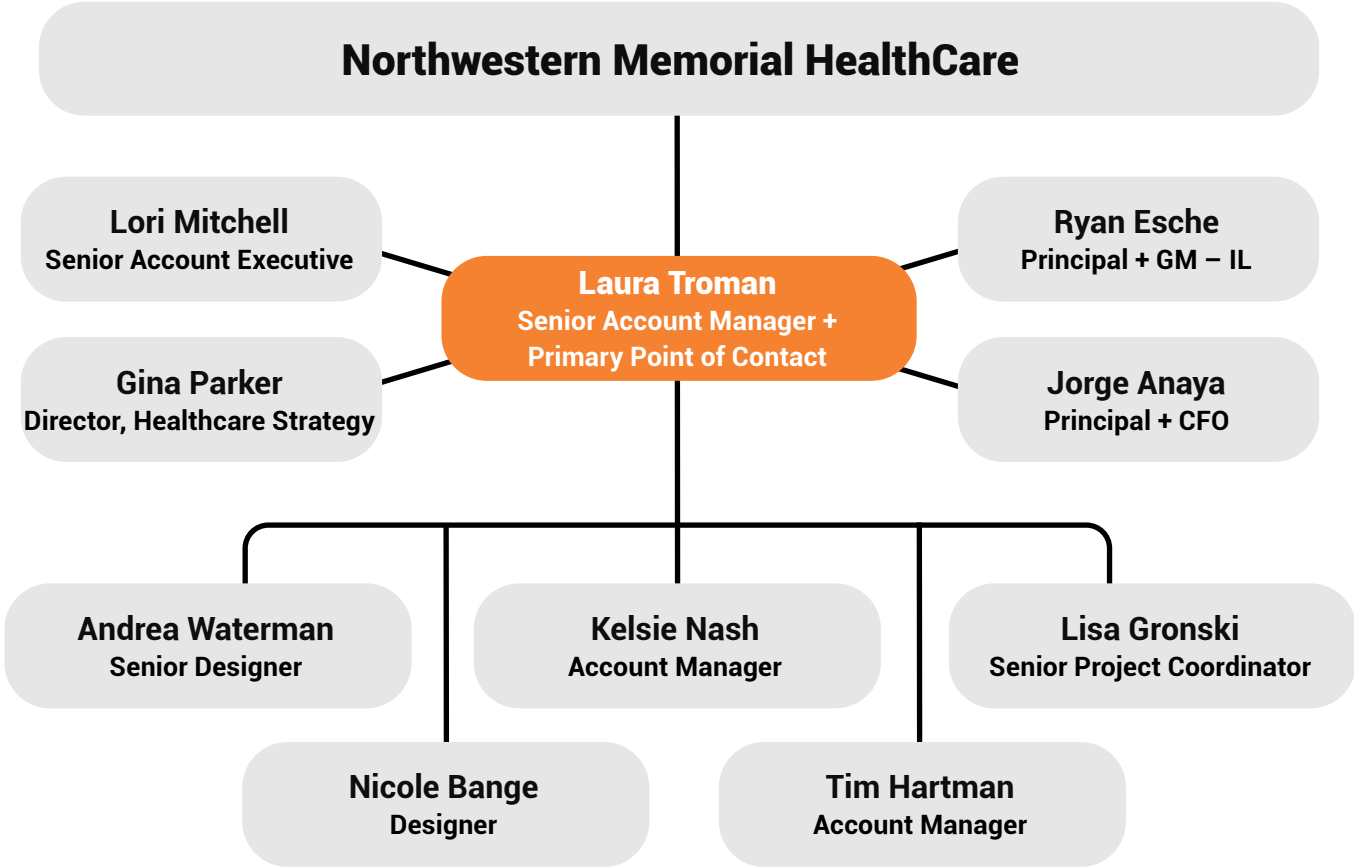 Northwestern Memorial HealthCare
Lori Mitchell
Senior Account Executive
Ryan Esche
Principal + GM – IL
Laura Troman
Senior Account Manager +
Primary Point of Contact
Gina Parker
Director, Healthcare Strategy
Jorge Anaya
Principal + CFO
Andrea Waterman
Senior Designer
Kelsie Nash
Account Manager
Lisa Gronski
Senior Project Coordinator
Nicole Bange
Designer
Tim Hartman
Account Manager